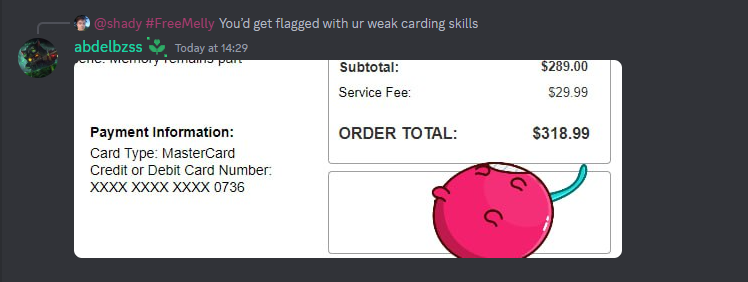 @shady #FreeMelly You'd get flagged with ur weak carding skills
abdelbzss Today at 14:29
Memory remains part
Subtotal: $289.00
Service Fee: $29.99
Payment Information:
ORDER TOTAL: $318.99
Card Type: MasterCard
Credit or Debit Card Number:
XXXX XXXX XXXX 0736